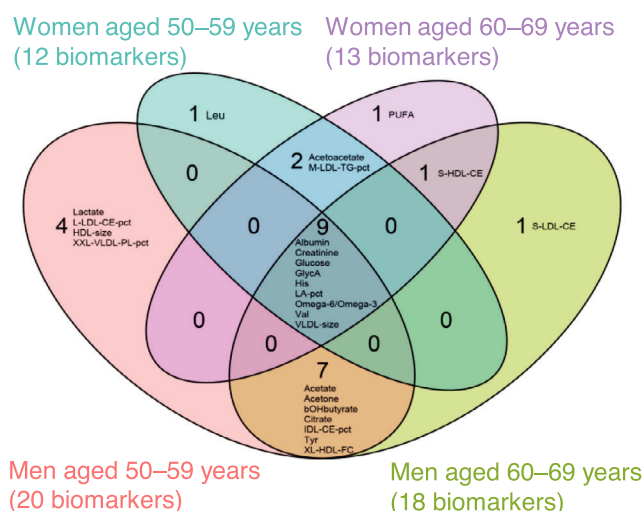 Women aged 50–59 years
(12 biomarkers)
Women aged 60–69 years
(13 biomarkers)
1 Leu
1 PUFA
2 Acetoacetate
M-LDL-TG-pct
0
1 S-HDL-CE
4 Lactate
L-LDL-CE-pct
HDL-size
XXL-VLDL-PL-pct
0
9
0
1 S-LDL-CE
Albumin
Creatinine
Glucose
GlycA
His
LA-pct
Omega-6/Omega-3
Val
VLDL-size
0
0
0
0
7
Acetate
Acetone
bOHbutyrate
Citrate
IDL-CE-pct
Tyr
XL-HDL-FC
Men aged 50–59 years
(20 biomarkers)
Men aged 60–69 years
(18 biomarkers)